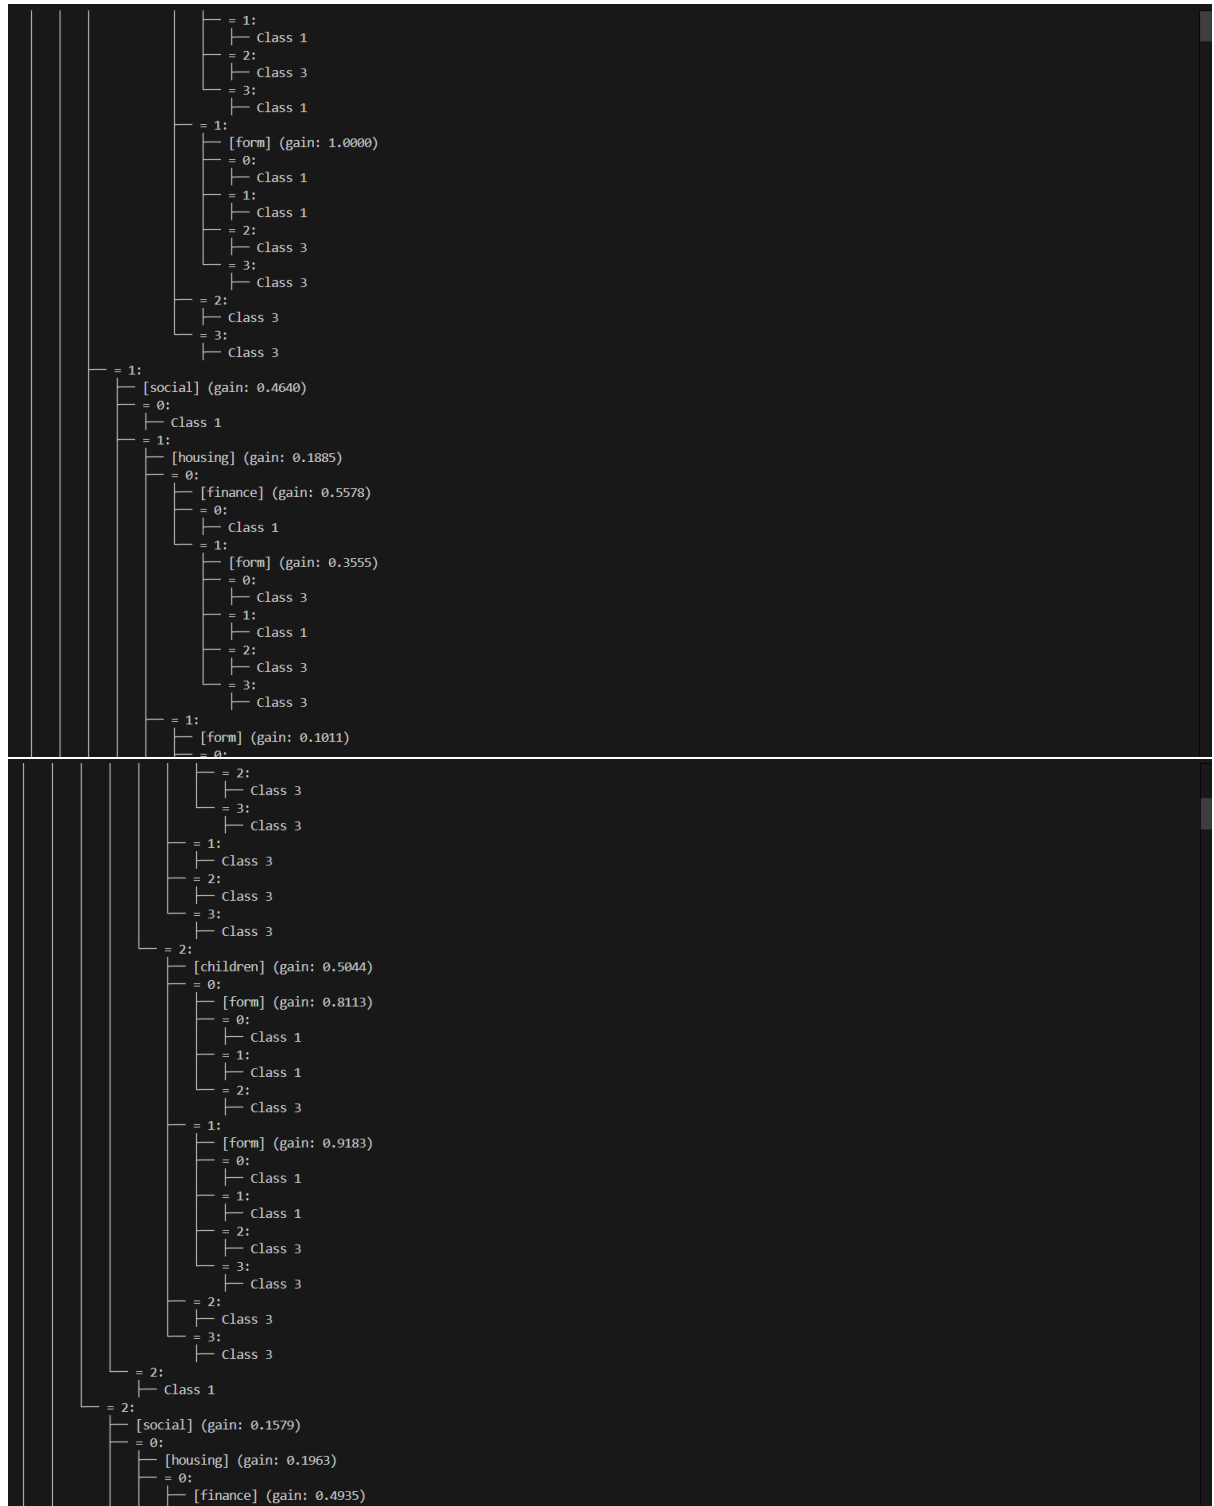 = 1:
Class 1
= 2:
Class 3
= 3:
Class 1
= 1:
[form] (gain: 1.0000)
= 0:
Class 1
= 1:
Class 1
= 2:
Class 3
= 3:
Class 3
= 2:
Class 3
= 3:
Class 3
= 1:
[social] (gain: 0.4640)
= 0:
Class 1
= 1:
[housing] (gain: 0.1885)
= 0:
[finance] (gain: 0.5578)
= 0:
Class 1
= 1:
[form] (gain: 0.3555)
= 0:
Class 3
= 1:
Class 1
= 2:
Class 3
= 3:
Class 3
= 1:
[form] (gain: 0.1011)
= 0:
= 2:
Class 3
= 3:
Class 3
= 1:
Class 3
= 2:
Class 3
= 3:
Class 3
= 2:
[children] (gain: 0.5044)
= 0:
[form] (gain: 0.8113)
= 0:
Class 1
= 1:
Class 1
= 2:
Class 3
= 1:
[form] (gain: 0.9183)
= 0:
Class 1
= 1:
Class 1
= 2:
Class 3
= 3:
Class 3
= 2:
Class 3
= 3:
Class 3
= 2:
Class 1
= 2:
[social] (gain: 0.1579)
= 0:
[housing] (gain: 0.1963)
= 0:
[finance] (gain: 0.4935)